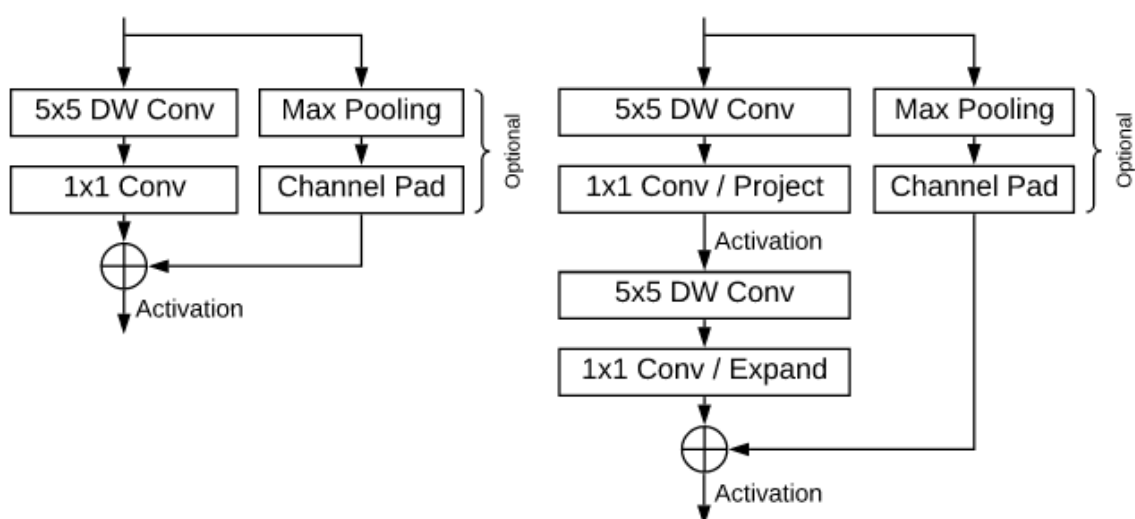 5x5 DW Conv
Max Pooling
1x1 Conv
Channel Pad
Optional
Activation
5x5 DW Conv
Max Pooling
1x1 Conv / Project
Channel Pad
Optional
Activation
5x5 DW Conv
1x1 Conv / Expand
Activation